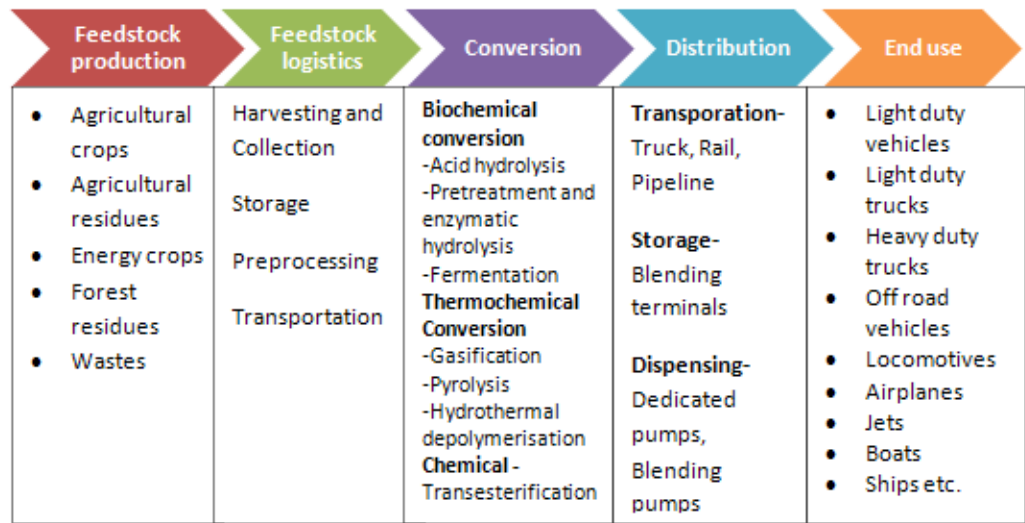 Feedstock
production
Feedstock
logistics
Conversion
Distribution
End use
• Agricultural
crops
• Agricultural
residues
• Energy crops
• Forest
residues
• Wastes
Harvesting and
Collection
Storage
Preprocessing
Transportation
Biochemical
conversion
-Acid hydrolysis
-Pretreatment and
enzymatic
hydrolysis
-Fermentation
Thermochemical
Conversion
-Gasification
-Pyrolysis
-Hydrothermal
depolymerisation
Chemical -
Transesterification
Transporation-
Truck, Rail,
Pipeline
Storage-
Blending
terminals
Dispensing-
Dedicated
pumps,
Blending
pumps
• Light duty
vehicles
• Light duty
trucks
• Heavy duty
trucks
• Off road
vehicles
• Locomotives
• Airplanes
• Jets
• Boats
• Ships etc.